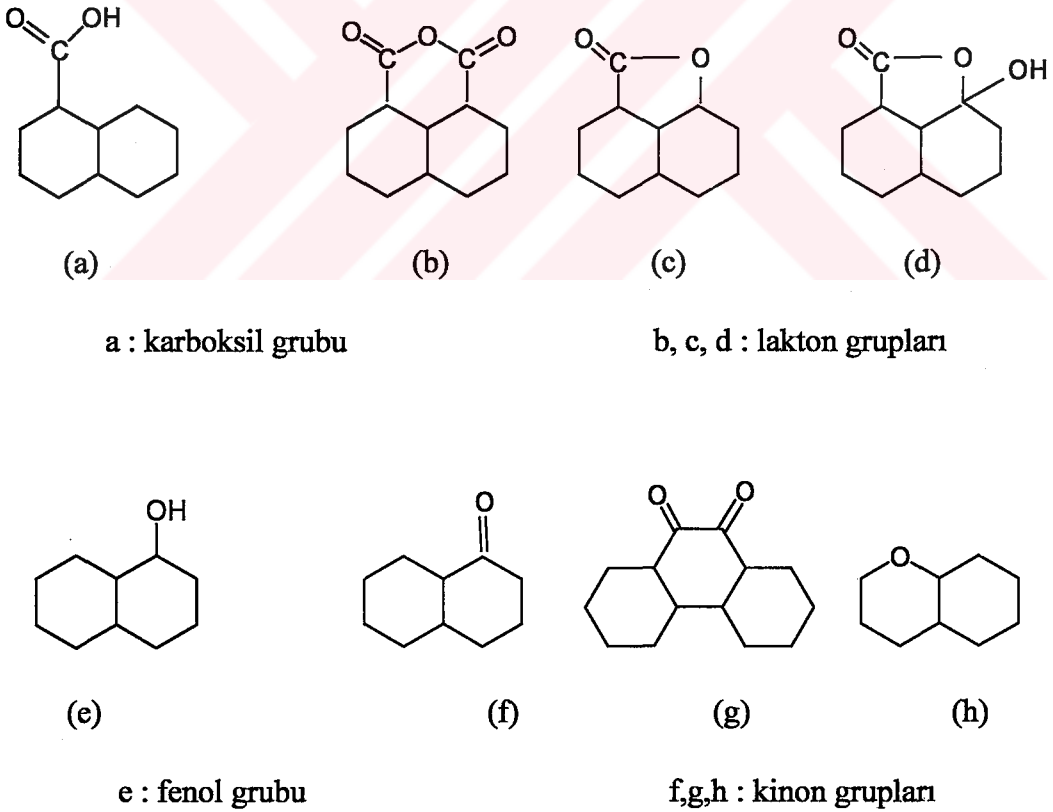 O OH C
O C O C O
O C O
O C O OH
(a) (b) (c) (d)
a : karboksil grubu b, c, d : lakton grupları
OH O O O O
(e) (f) (g) (h)
e : fenol grubu f,g,h : kinon grupları